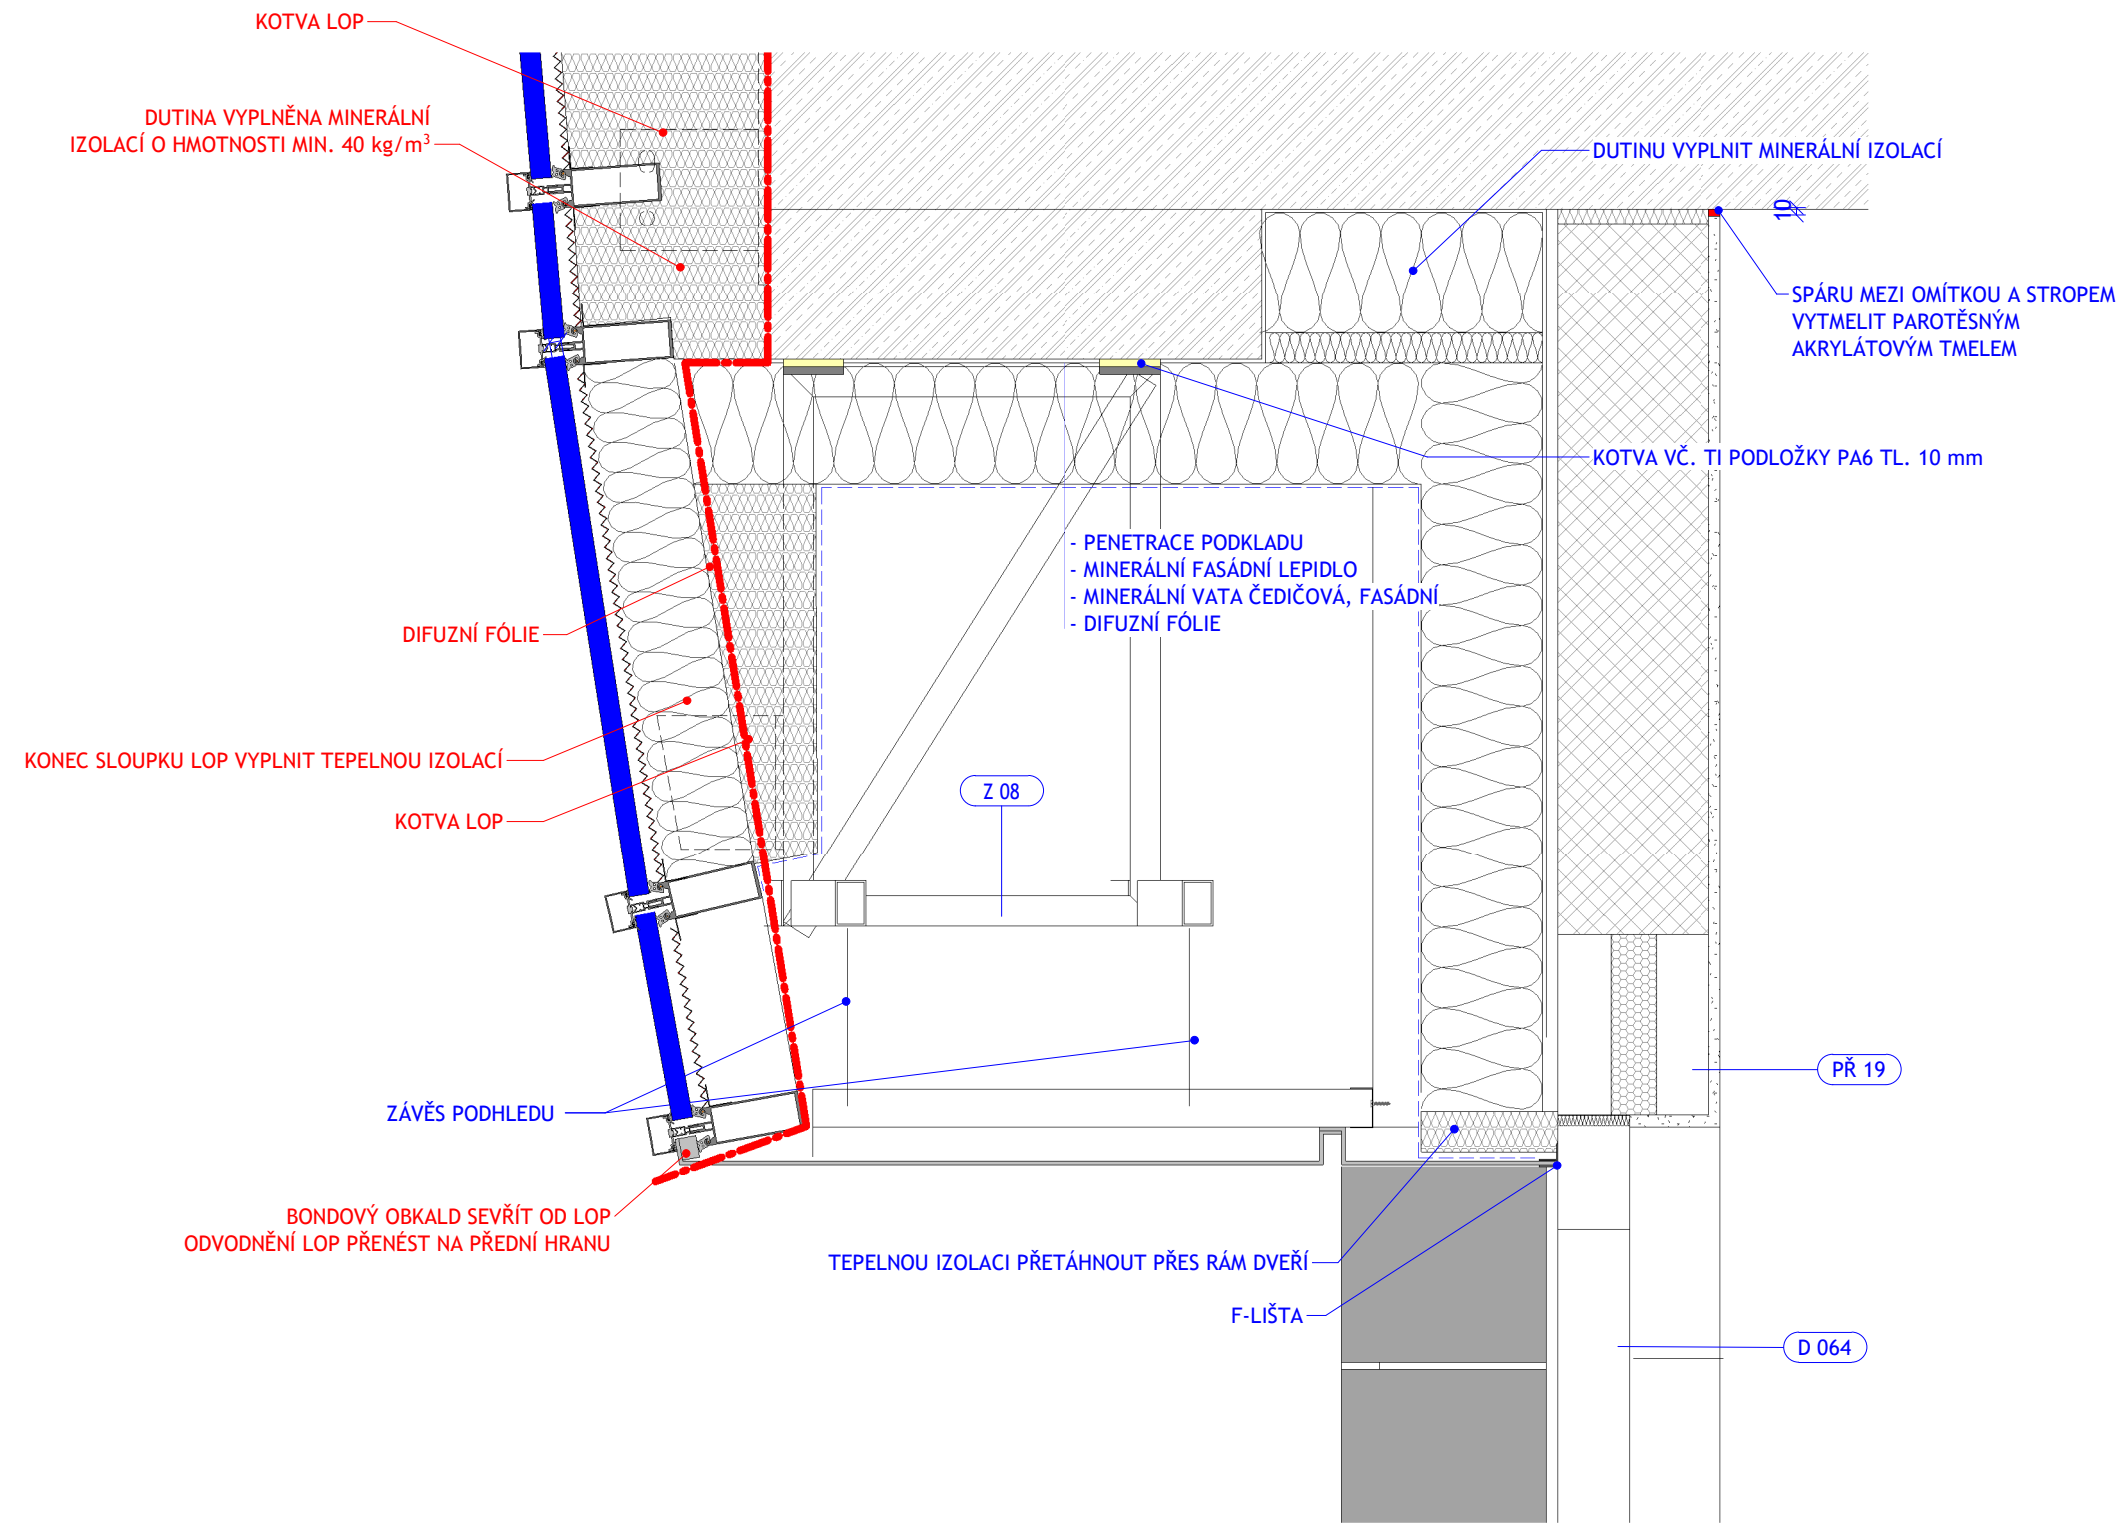 KOTVA LOP
DUTINA VYPLNĚNA MINERÁLNÍ
IZOLACÍ O HMOTNOSTI MIN. 40 kg/m³
DUTINU VYPLNIT MINERÁLNÍ IZOLACÍ
10
SPÁRU MEZI OMÍTKOU A STROPEM
VYTMELIT PAROTĚSNÝM
AKRYLÁTOVÝM TMELEM
KOTVA VČ. TI PODLOŽKY PA6 TL. 10 mm
- PENETRACE PODKLADU
- MINERÁLNÍ FASÁDNÍ LEPIDLO
- MINERÁLNÍ VATA ČEDIČOVÁ, FASÁDNÍ
- DIFUZNÍ FÓLIE
DIFUZNÍ FÓLIE
KONEC SLOUPKU LOP VYPLNIT TEPELNOU IZOLACÍ
Z 08
KOTVA LOP
PŘ 19
ZÁVĚS PODHLEDU
BONDOVÝ OBKALD SEVŘÍT OD LOP
ODVODNĚNÍ LOP PŘENÉST NA PŘEDNÍ HRANU
TEPELNOU IZOLACI PŘETÁHNOUT PŘES RÁM DVEŘÍ
F-LIŠTA
D 064